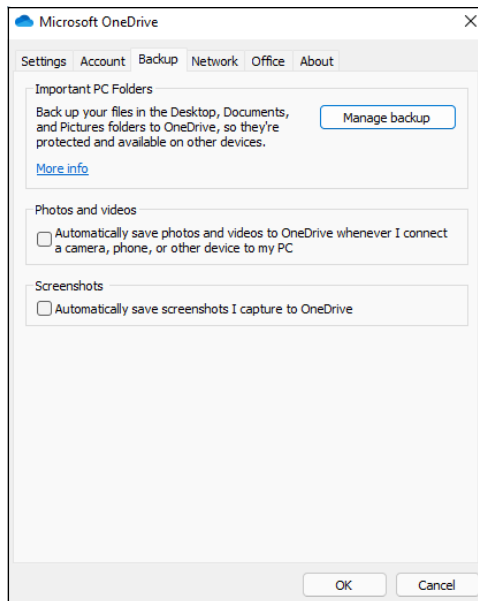 Microsoft OneDrive
Settings Account Backup Network Office About
Important PC Folders
Back up your files in the Desktop, Documents,
and Pictures folders to OneDrive, so they're
protected and available on other devices.
Manage backup
More info
Photos and videos
Automatically save photos and videos to OneDrive whenever I connect
a camera, phone, or other device to my PC
Screenshots
Automatically save screenshots I capture to OneDrive
OK Cancel